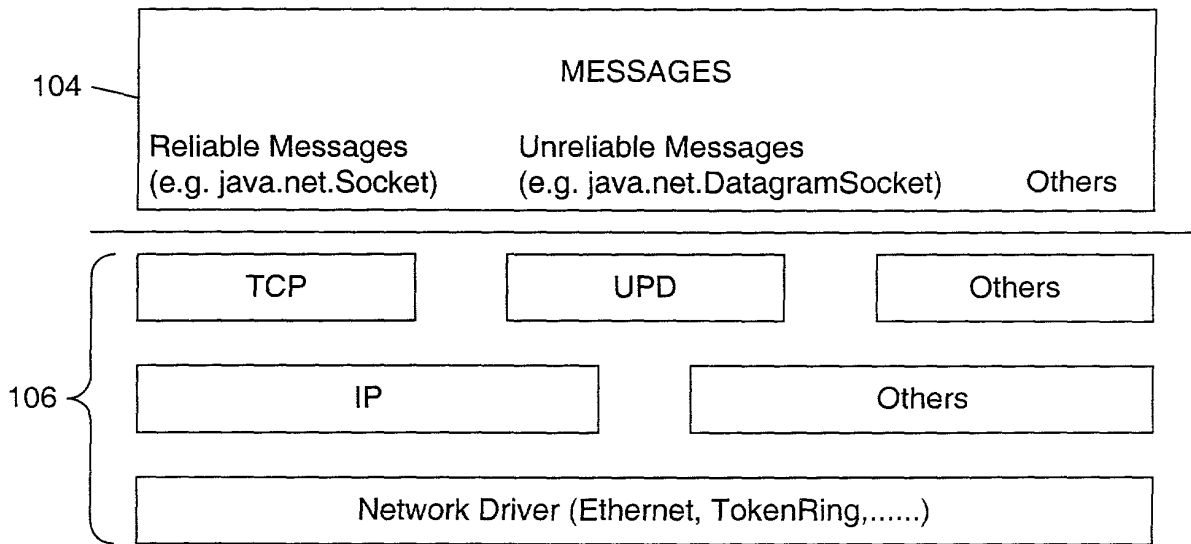 104
MESSAGES
Reliable Messages
(e.g. java.net.Socket)
Unreliable Messages
(e.g. java.net.DatagramSocket)
Others
106
TCP
UPD
Others
IP
Others
Network Driver (Ethernet, TokenRing,......)